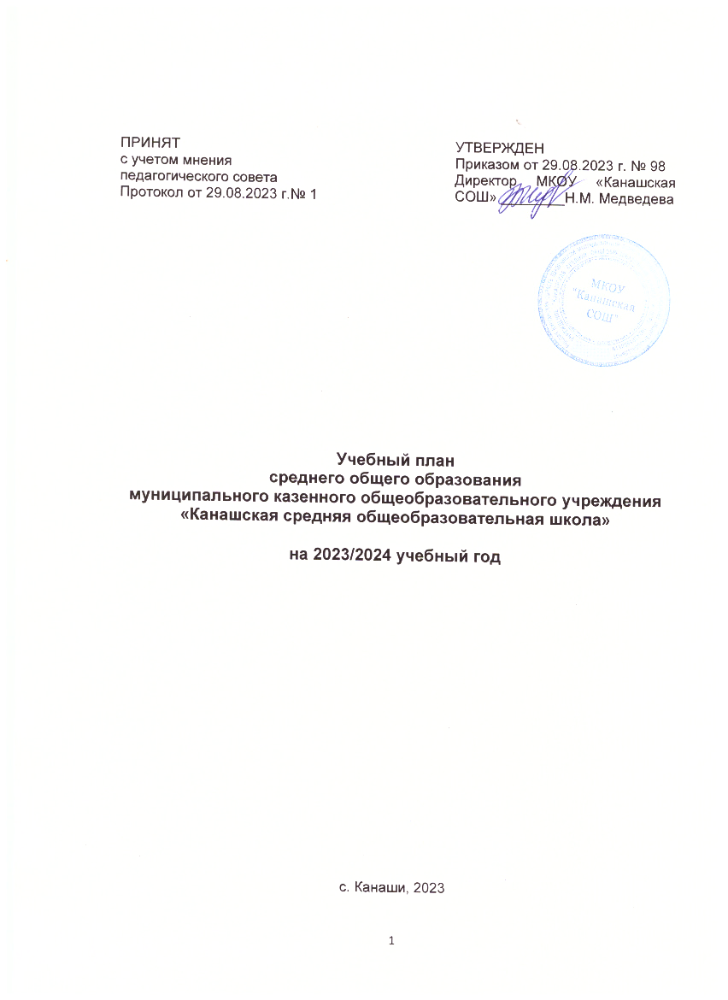 ПРИНЯТ
с учетом мнения
педагогического совета
Протокол от 29.08.2023 г.№ 1
УТВЕРЖДЕН
Приказом от 29.08.2023 г. № 98
Директор МКОУ «Канашская
СОШ»________Н.М. Медведева
МКОУ
"Канашская
СОШ"
Учебный план
среднего общего образования
муниципального казенного общеобразовательного учреждения
«Канашская средняя общеобразовательная школа»
на 2023/2024 учебный год
с. Канаши, 2023
1